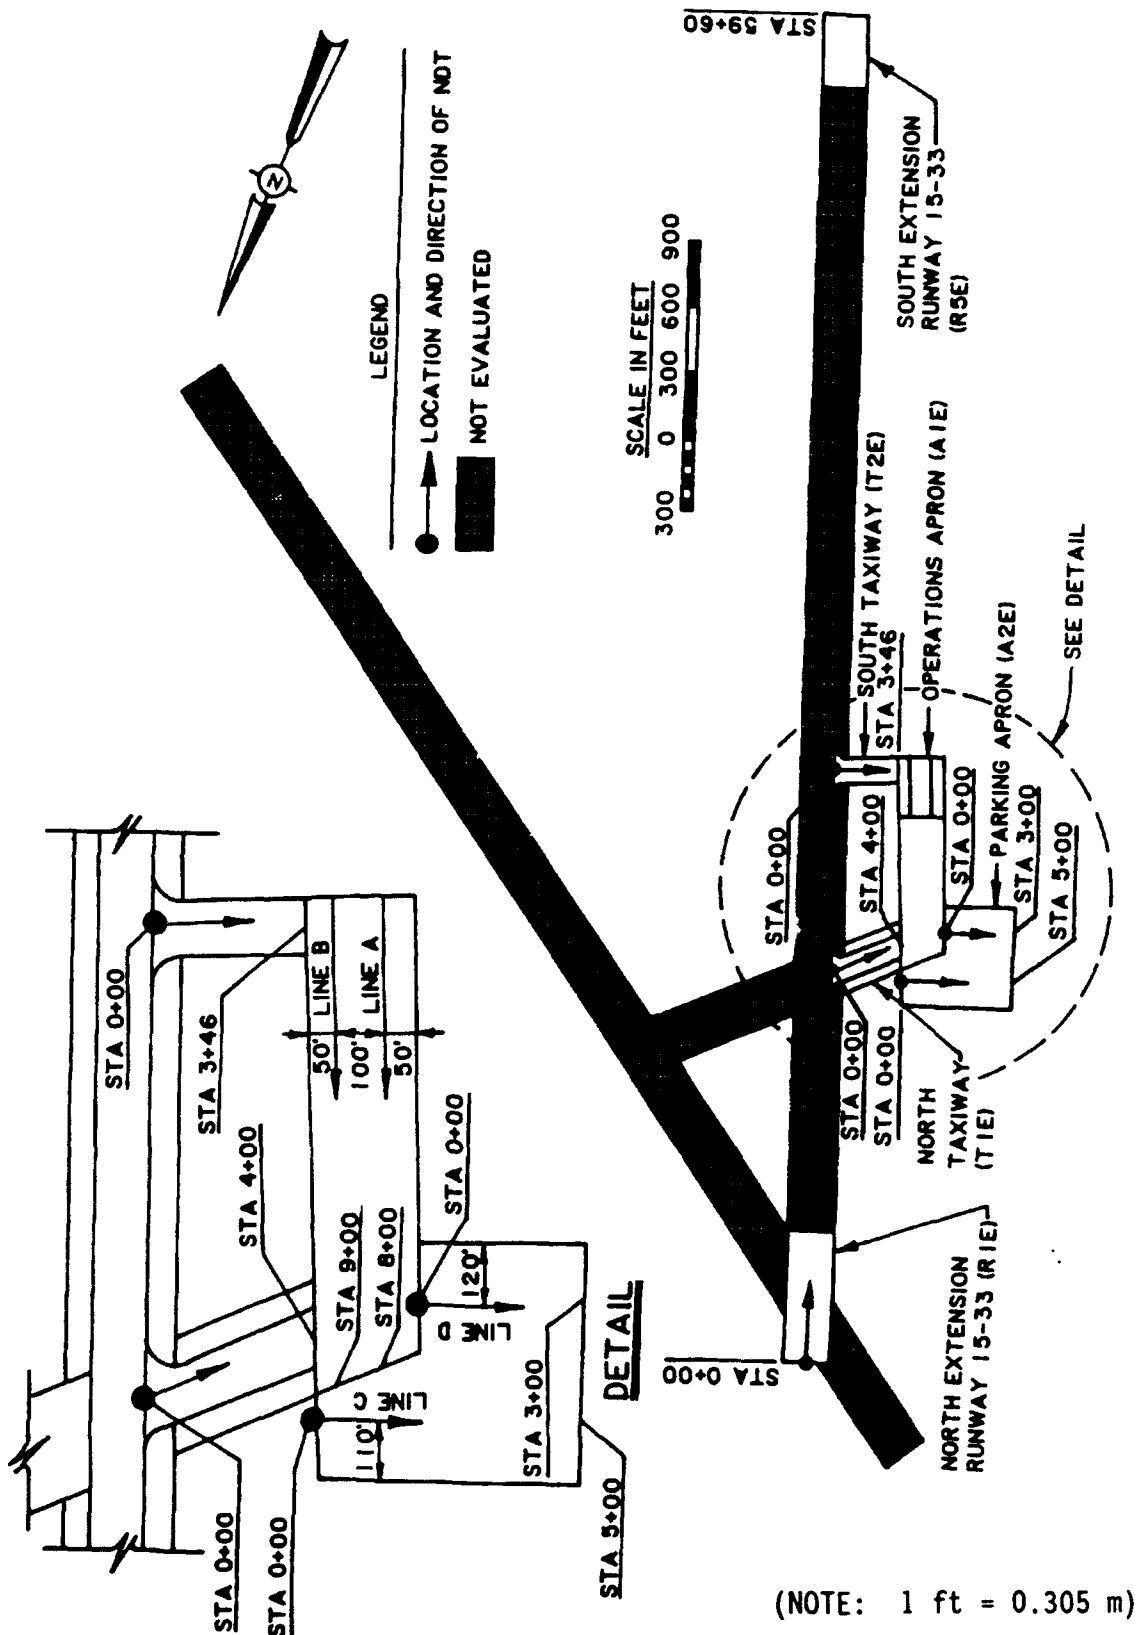 N
LEGEND
LOCATION AND DIRECTION OF NDT
NOT EVALUATED
SCALE IN FEET
300 0 300 600 900
STA 59+60
SOUTH EXTENSION
RUNWAY 15-33
(R5E)
SOUTH TAXIWAY (T2E)
STA 3+46
OPERATIONS APRON (A1E)
PARKING APRON (A2E)
SEE DETAIL
STA 0+00
STA 4+00
STA 0+00
STA 3+00
STA 5+00
STA 0+00
STA 0+00
NORTH
TAXIWAY
(T1E)
NORTH EXTENSION
RUNWAY 15-33 (R1E)
STA 0+00
STA 0+00
STA 3+46
50'
LINE B
100'
LINE A
50'
STA 4+00
STA 9+00
STA 8+00
STA 0+00
120'
LINE D
LINE C
110'
STA 3+00
STA 5+00
STA 0+00
STA 0+00
DETAIL
(NOTE: 1 ft = 0.305 m)